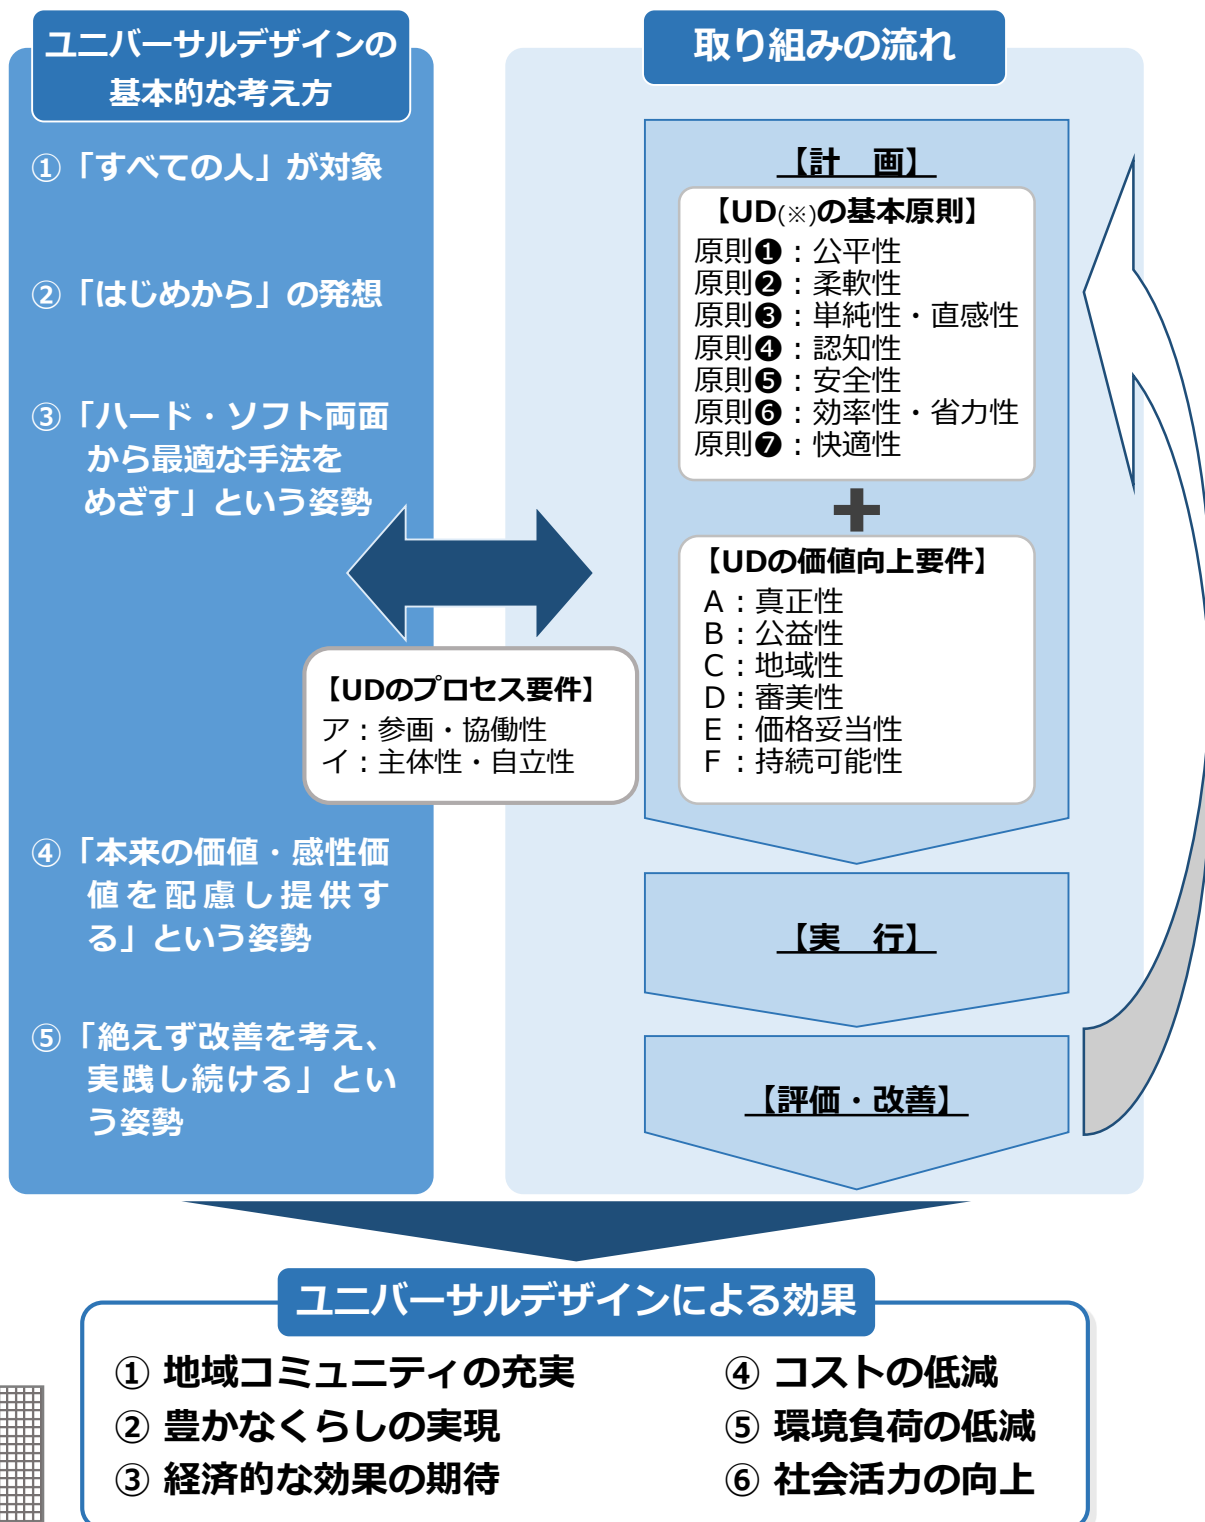 ユニバーサルデザインの
基本的な考え方
①「すべての人」が対象
②「はじめから」の発想
③「ハード・ソフト両面
から最適な手法を
めざす」という姿勢
④「本来の価値・感性価
値を配慮し提供す
る」という姿勢
⑤「絶えず改善を考え、
実践し続ける」とい
う姿勢
【UDのプロセス要件】
ア：参画・協働性
イ：主体性・自立性
取り組みの流れ
【計　画】
【UD(※)の基本原則】
原則❶：公平性
原則❷：柔軟性
原則❸：単純性・直感性
原則❹：認知性
原則❺：安全性
原則❻：効率性・省力性
原則❼：快適性
【UDの価値向上要件】
A：真正性
B：公益性
C：地域性
D：審美性
E：価格妥当性
F：持続可能性
【実　行】
【評価・改善】
ユニバーサルデザインによる効果
① 地域コミュニティの充実
② 豊かなくらしの実現
③ 経済的な効果の期待
④ コストの低減
⑤ 環境負荷の低減
⑥ 社会活力の向上